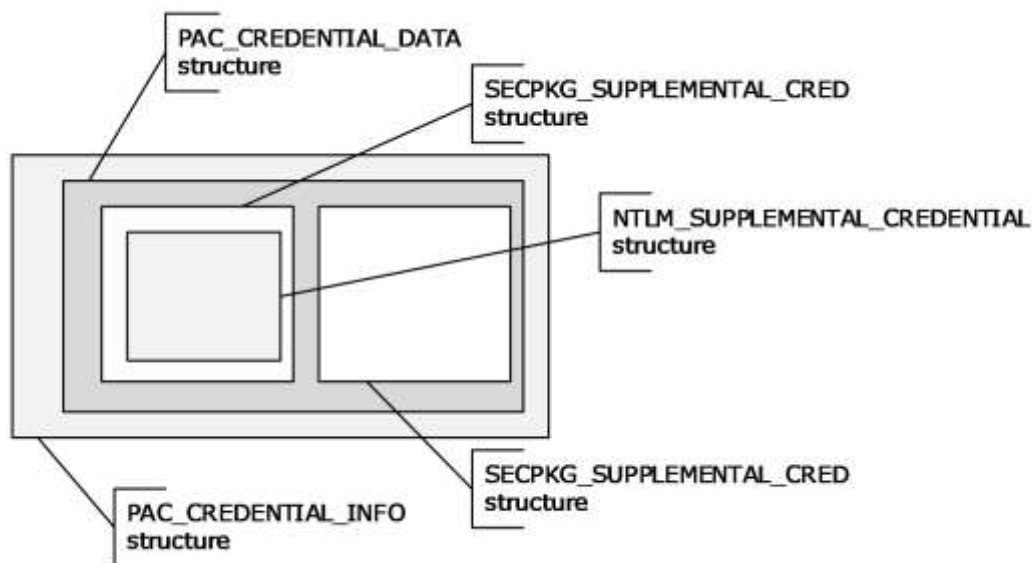 PAC_CREDENTIAL_DATA
structure
SECPKG_SUPPLEMENTAL_CRED
structure
NTLM_SUPPLEMENTAL_CREDENTIAL
structure
SECPKG_SUPPLEMENTAL_CRED
structure
PAC_CREDENTIAL_INFO
structure